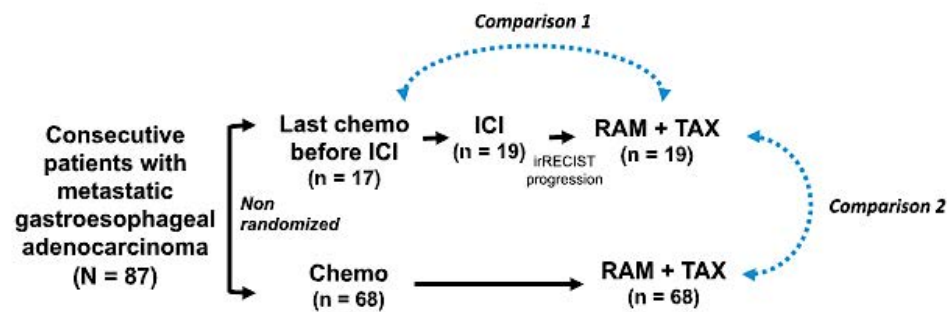 Comparison 1
Consecutive
patients with
metastatic
gastroesophageal
adenocarcinoma
(N = 87)
Non
randomized
Last chemo
before ICI
(n = 17)
ICI
(n = 19)
irRECIST
progression
RAM + TAX
(n = 19)
Comparison 2
Chemo
(n = 68)
RAM + TAX
(n = 68)